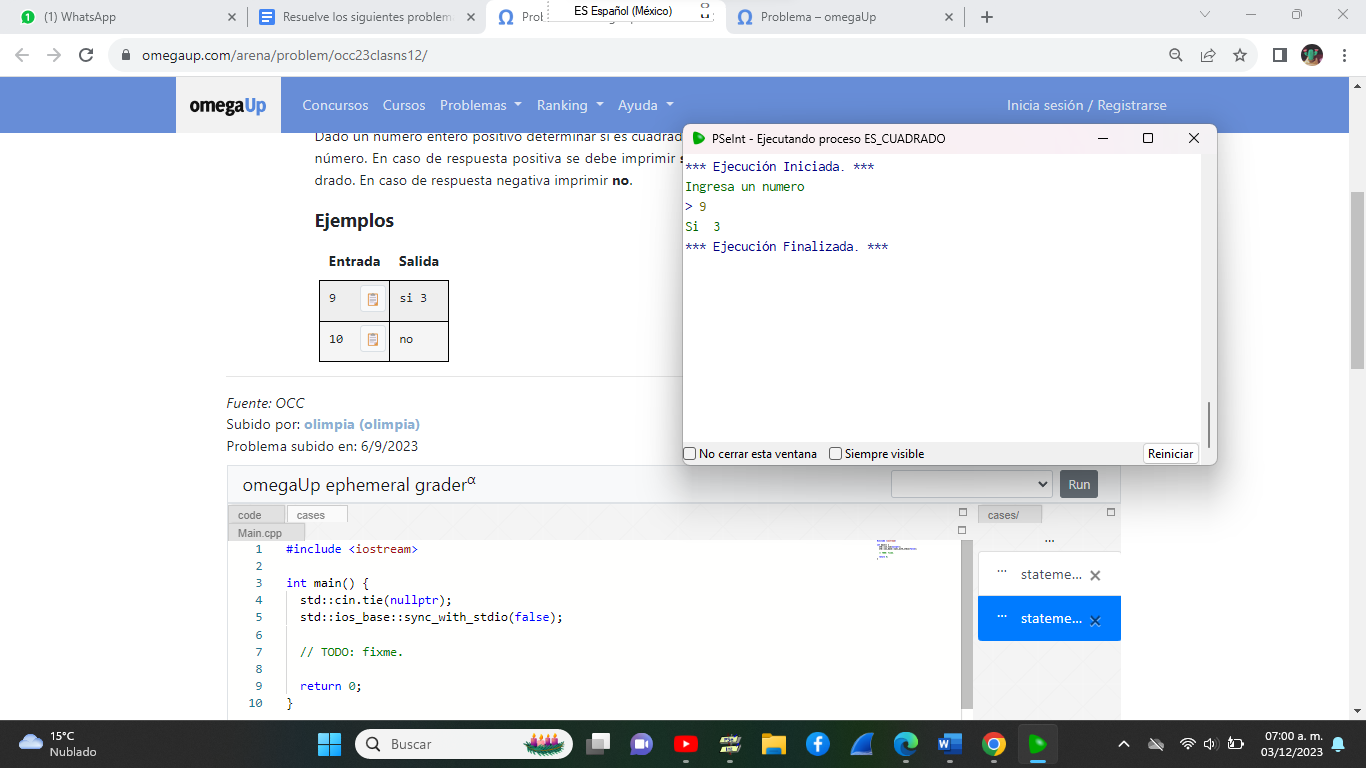 (1) WhatsApp
Resuelve los siguientes problem
ES Español (México)
Problema – omegaUp
omegaup.com/arena/problem/occ23clasns12/
omegaUp
Concursos Cursos Problemas Ranking Ayuda
Inicia sesión / Registrarse
Dado un número entero positivo determinar si es cuadrad
número. En caso de respuesta positiva se debe imprimir s
drado. En caso de respuesta negativa imprimir no.
Ejemplos
Entrada Salida
9 si 3
10 no
Fuente: OCC
Subido por: olimpia (olimpia)
Problema subido en: 6/9/2023
PSeInt - Ejecutando proceso ES_CUADRADO
*** Ejecución Iniciada. ***
Ingresa un numero
> 9
Si  3
*** Ejecución Finalizada. ***
No cerrar esta ventana Siempre visible Reiniciar
omegaUp ephemeral graderα
Run
code cases
cases/
Main.cpp
1 #include <iostream>
2
3 int main() {
4 std::cin.tie(nullptr);
5 std::ios_base::sync_with_stdio(false);
6
7 // TODO: fixme.
8
9 return 0;
10 }
...
... stateme...
... stateme...
15°C
Nublado
Buscar
07:00 a. m.
03/12/2023